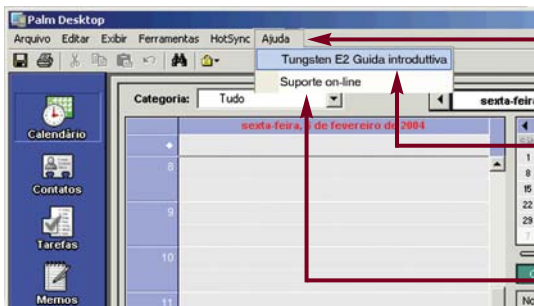 Palm Desktop
Arquivo Editar Exibir Ferramentas HotSync Ajuda
Tungsten E2 Guida introduttiva
Suporte on-line
Categoria: Tudo
sexta-feira
sexta-feira, 6 de fevereiro de 2004
Calendário
Contatos
Tarefas
Memos
8
9
10
11
1
8
15
22
29
7
No